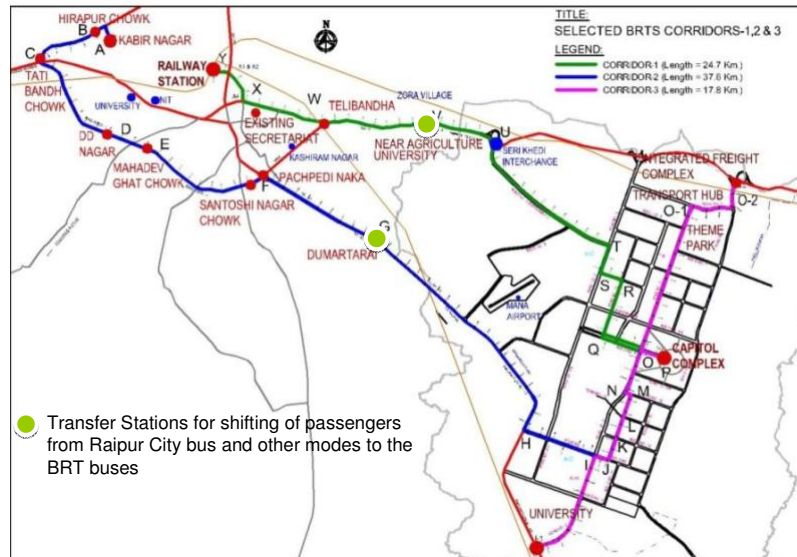 TITLE:
SELECTED BRTS CORRIDORS-1,2 & 3
LEGEND:
CORRIDOR-1 (Length = 24.7 Km.)
CORRIDOR-2 (Length = 37.6 Km.)
CORRIDOR-3 (Length = 17.8 Km.)
HIRAPUR CHOWK
B
A
KABIR NAGAR
C
TATI
BANDH
CHOWK
N
Y
RAILWAY
STATION
X
W
TELIBANDHA
ZORA VILLAGE
V
U
UNIVERSITY
NIT
EXISTING
SECRETARIAT
KASHIRAM NAGAR
NEAR AGRICULTURE
UNIVERSITY
SERI KHEDI
INTERCHANGE
INTEGRATED FREIGHT
COMPLEX
TRANSPORT HUB
O-1
O-2
THEME
PARK
DD
NAGAR
D
E
MAHADEV
GHAT CHOWK
F
PACHPEDI NAKA
SANTOSHI NAGAR
CHOWK
G
DUMARTARAI
T
S
R
MANA
AIRPORT
Q
O
P
CAPITOL
COMPLEX
N
M
L
K
H
I
J
UNIVERSITY
Transfer Stations for shifting of passengers
from Raipur City bus and other modes to the
BRT buses